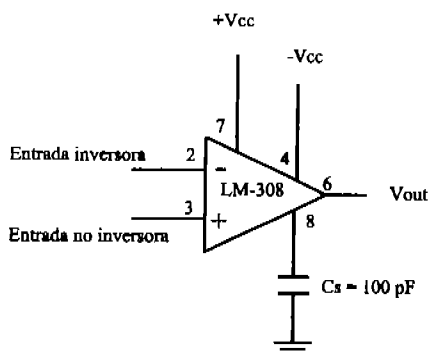 +Vcc
-Vcc
7
Entrada inversora
2
-
4
LM-308
6
Vout
3
+
8
Entrada no inversora
Cs = 100 pF